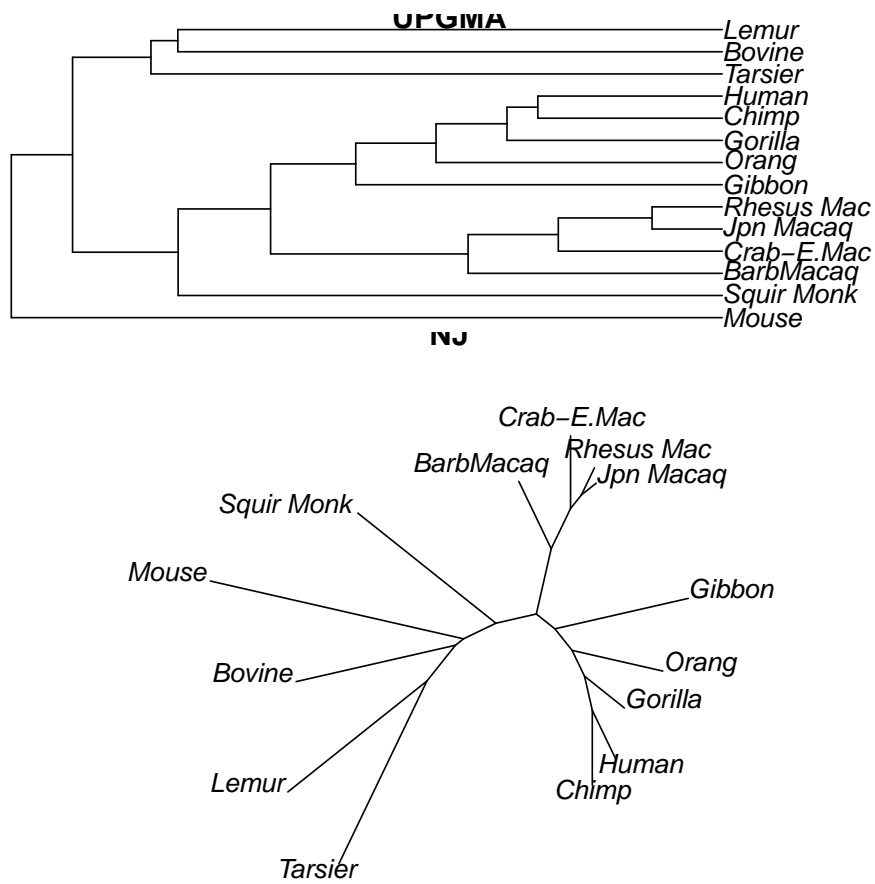 UPGMA
Lemur
Bovine
Tarsier
Human
Chimp
Gorilla
Orang
Gibbon
Rhesus Mac
Jpn Macaq
Crab−E.Mac
BarbMacaq
Squir Monk
Mouse
NJ
Crab−E.Mac
Rhesus Mac
BarbMacaq
Jpn Macaq
Squir Monk
Mouse
Gibbon
Orang
Bovine
Gorilla
Human
Lemur
Chimp
Tarsier